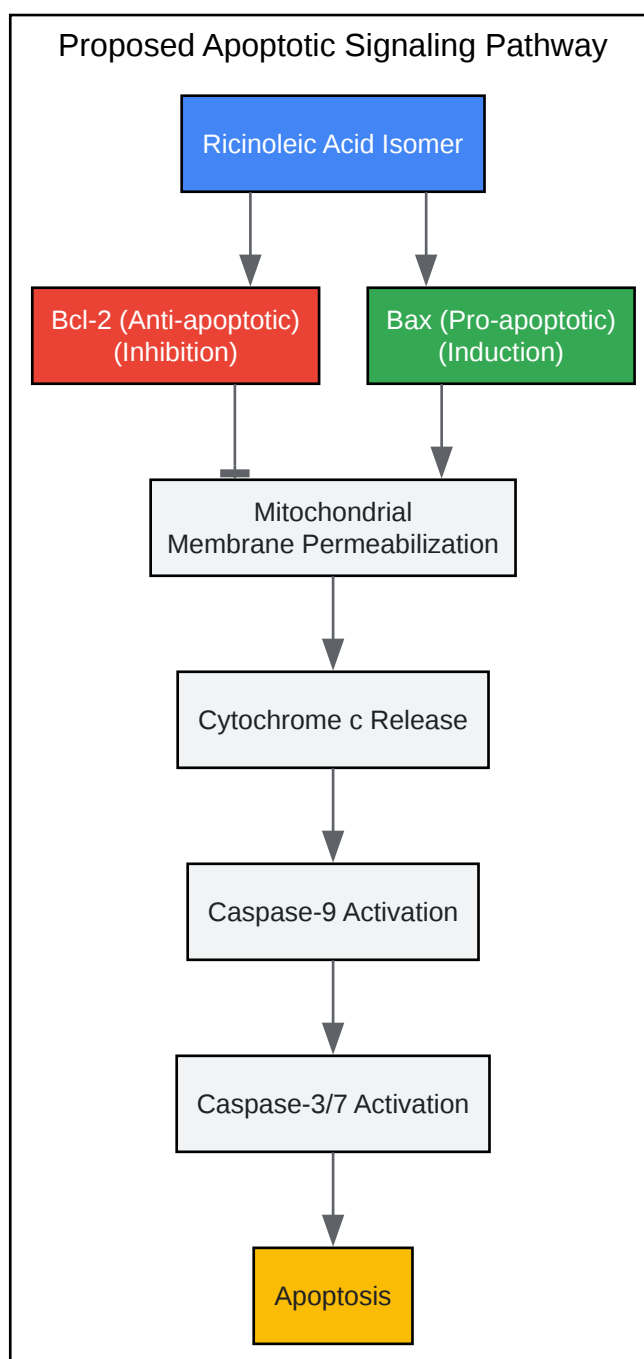 Proposed Apoptotic Signaling Pathway
Ricinoleic Acid Isomer
Bcl-2 (Anti-apoptotic)
(Inhibition)
Bax (Pro-apoptotic)
(Induction)
Mitochondrial
Membrane Permeabilization
Cytochrome c Release
Caspase-9 Activation
Caspase-3/7 Activation
Apoptosis